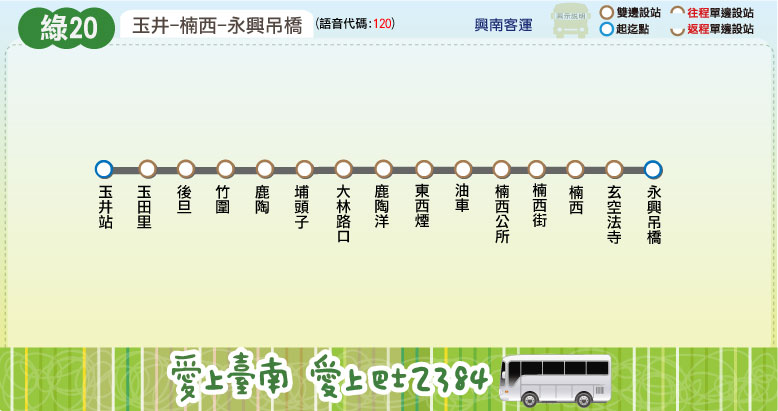 綠20
玉井-楠西-永興吊橋
(語音代碼:120)
興南客運
圖示說明
雙邊設站
起迄點
往程單邊設站
返程單邊設站
玉井站
玉田里
後旦
竹圍
鹿陶
埔頭子
大林路口
鹿陶洋
東西煙
油車
楠西公所
楠西街
楠西
玄空法寺
永興吊橋
愛上臺南 愛上巴士2384